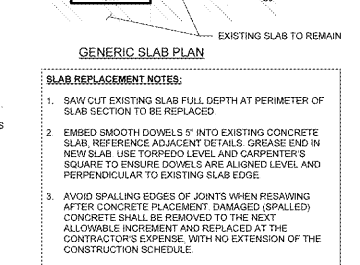 EXISTING SLAB TO REMAIN
GENERIC SLAB PLAN
SLAB REPLACEMENT NOTES:
1. SAW CUT EXISTING SLAB FULL DEPTH AT PERIMETER OF
SLAB SECTION TO BE REPLACED.
2. EMBED SMOOTH DOWELS 5" INTO EXISTING CONCRETE
SLAB, REFERENCE ADJACENT DETAILS. GREASE END IN
NEW SLAB. USE TORPEDO LEVEL AND CARPENTER'S
SQUARE TO ENSURE DOWELS ARE ALIGNED LEVEL AND
PERPENDICULAR TO EXISTING SLAB EDGE.
3. AVOID SPALLING EDGES OF JOINTS WHEN RESAWING
AFTER CONCRETE PLACEMENT. DAMAGED (SPALLED)
CONCRETE SHALL BE REMOVED TO THE NEXT
ALLOWABLE INCREMENT AND REPLACED AT THE
CONTRACTOR'S EXPENSE, WITH NO EXTENSION OF THE
CONSTRUCTION SCHEDULE.